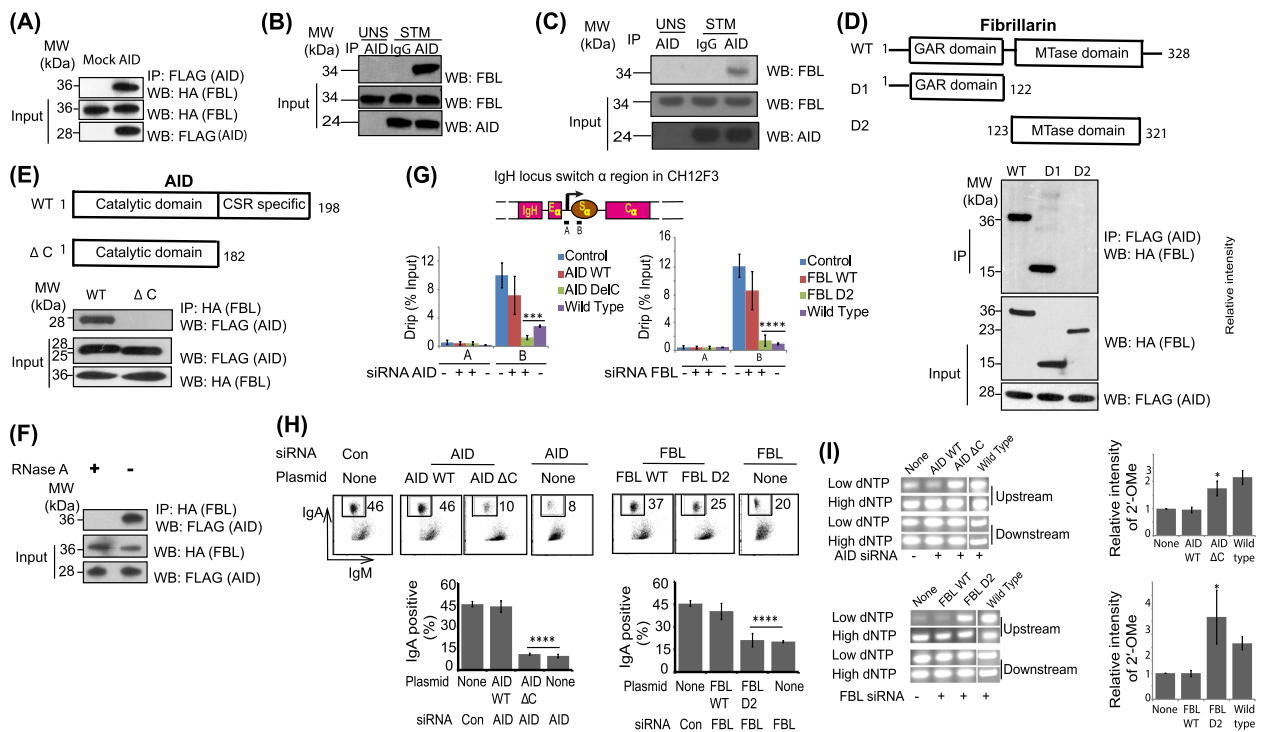 (A)
MW
(kDa)
Mock AID
36
IP: FLAG (AID)
WB: HA (FBL)
Input
36
WB: HA (FBL)
28
WB: FLAG (AID)
(B)
MW
(kDa)
UNS STM
IP AID IgG AID
34
WB: FBL
Input
34
WB: FBL
24
WB: AID
(C)
MW
(kDa)
IP
UNS STM
AID IgG AID
34
WB: FBL
Input
34
WB: FBL
24
WB: AID
(D)
Fibrillarin
WT 1 GAR domain MTase domain 328
D1 1 GAR domain 122
D2 123 MTase domain 321
MW
(kDa)
WT D1 D2
36
IP
15
IP: FLAG (AID)
WB: HA (FBL)
36
23
WB: HA (FBL)
Input
15
28
WB: FLAG (AID)
Relative intensity
(E)
AID
WT 1 Catalytic domain CSR specific 198
Δ C 1 Catalytic domain 182
MW
(kDa)
WT Δ C
28
IP: HA (FBL)
WB: FLAG (AID)
Input
28
25
WB: FLAG (AID)
36
WB: HA (FBL)
(F)
RNase A + -
MW
(kDa)
36
IP: HA (FBL)
WB: FLAG (AID)
Input
36
WB: HA (FBL)
28
WB: FLAG (AID)
(G)
IgH locus switch α region in CH12F3
IgH Eα Sα Cα
A B
Drip (% Input)
12
8
4
0
Control
AID WT
AID DelC
Wild Type
***
A B
siRNA AID - + + - - + + -
Drip (% Input)
16
12
8
4
0
Control
FBL WT
FBL D2
Wild Type
****
A B
siRNA FBL - + + - - + + -
(H)
siRNA Con AID AID FBL FBL
Plasmid None AID WT AID ΔC None FBL WT FBL D2 None
IgA
46 46 10 8 37 25 20
IgM
IgA positive
(%)
60
45
30
15
0
****
Plasmid None AID WT AID ΔC None
siRNA Con AID AID AID
IgA positive
(%)
60
45
30
15
0
****
Plasmid None FBL WT FBL D2 None
siRNA Con FBL FBL FBL
(I)
None AID WT AID ΔC Wild Type
Low dNTP
High dNTP
Upstream
Low dNTP
High dNTP
Downstream
AID siRNA - + + +
Relative intensity
of 2'-OMe
2
1
0
*
None AID WT AID ΔC Wild type
None FBL WT FBL D2 Wild Type
Low dNTP
High dNTP
Upstream
Low dNTP
High dNTP
Downstream
FBL siRNA - + + +
Relative intensity
of 2'-OMe
4
3
2
1
0
*
None FBL WT FBL D2 Wild type